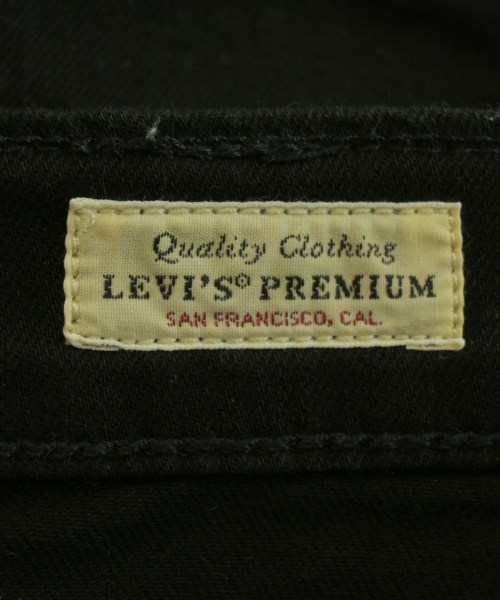 Quality Clothing
LEVI'S® PREMIUM
SAN FRANCISCO, CAL.